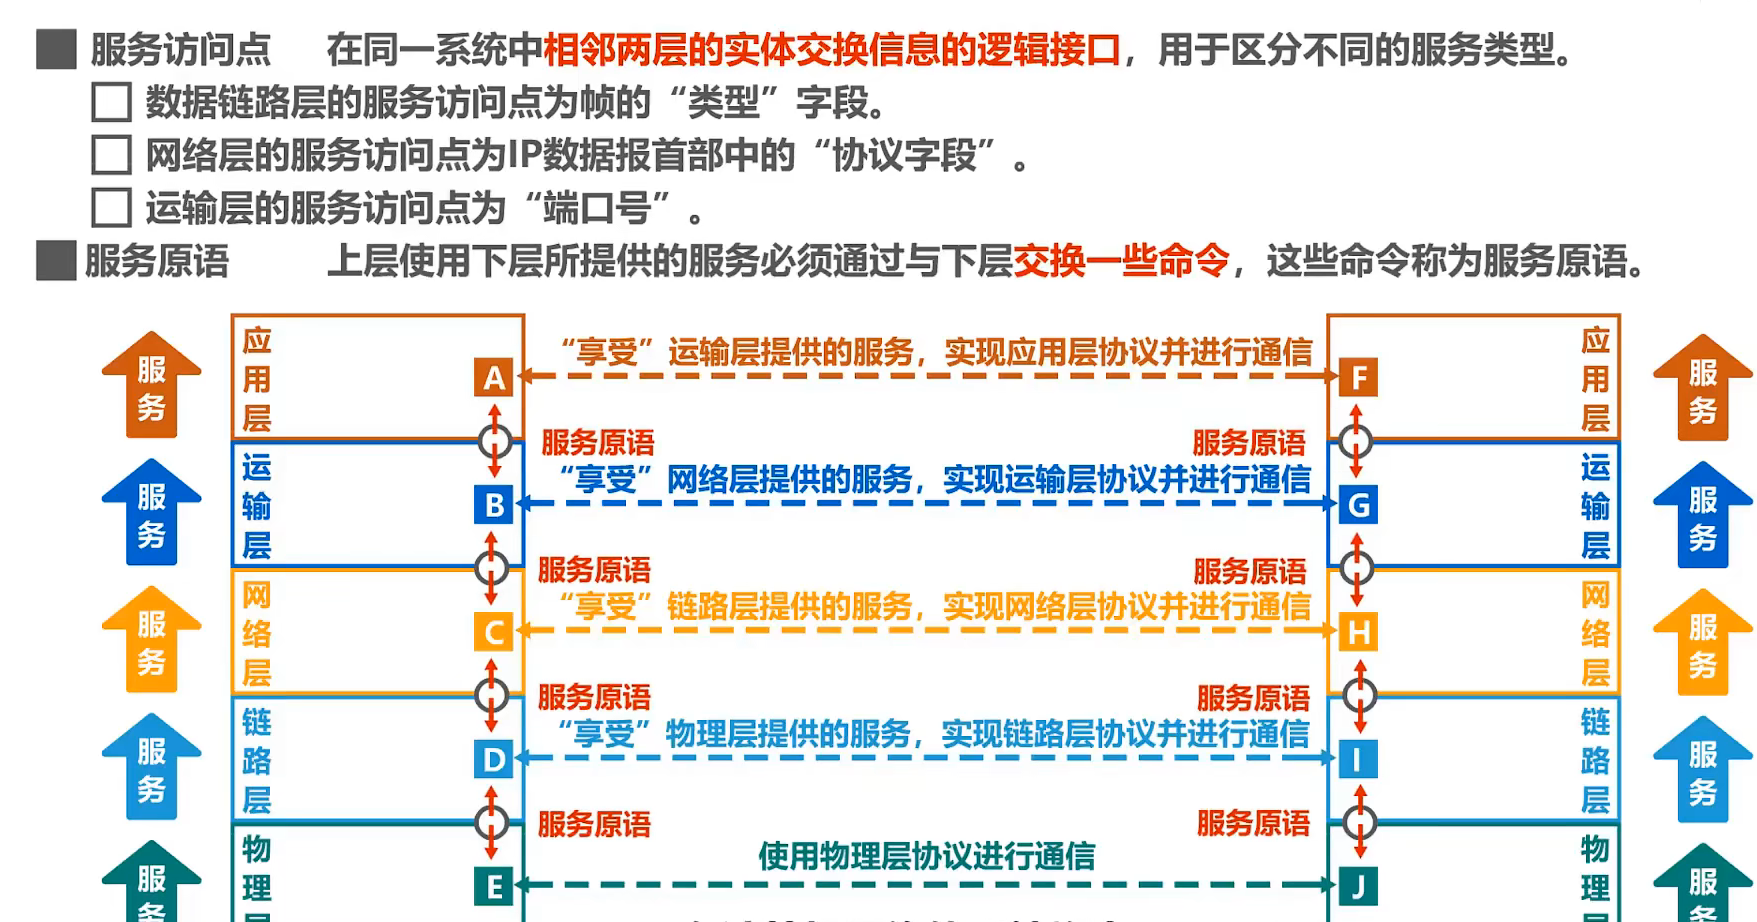 服务访问点 在同一系统中相邻两层的实体交换信息的逻辑接口，用于区分不同的服务类型。
数据链路层的服务访问点为帧的“类型”字段。
网络层的服务访问点为IP数据报首部中的“协议字段”。
运输层的服务访问点为“端口号”。
服务原语 上层使用下层所提供的服务必须通过与下层交换一些命令，这些命令称为服务原语。
服务
应用层
A
“享受”运输层提供的服务，实现应用层协议并进行通信
F
应用层
服务
服务原语
服务原语
服务
运输层
B
“享受”网络层提供的服务，实现运输层协议并进行通信
G
运输层
服务
服务原语
服务原语
服务
网络层
C
“享受”链路层提供的服务，实现网络层协议并进行通信
H
网络层
服务
服务原语
服务原语
服务
链路层
D
“享受”物理层提供的服务，实现链路层协议并进行通信
I
链路层
服务
服务原语
服务原语
服务
物理层
E
使用物理层协议进行通信
J
物理层
服务